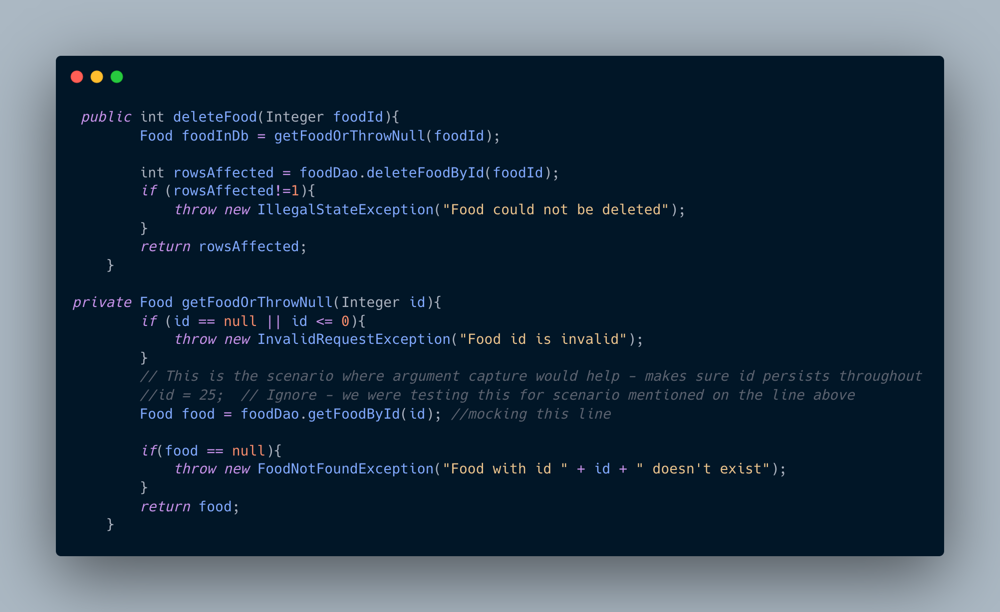 public int deleteFood(Integer foodId){
Food foodInDb = getFoodOrThrowNull(foodId);
int rowsAffected = foodDao.deleteFoodById(foodId);
if (rowsAffected!=1){
throw new IllegalStateException("Food could not be deleted");
}
return rowsAffected;
}
private Food getFoodOrThrowNull(Integer id){
if (id == null || id <= 0){
throw new InvalidRequestException("Food id is invalid");
}
// This is the scenario where argument capture would help – makes sure id persists throughout
//id = 25;  // Ignore – we were testing this for scenario mentioned on the line above
Food food = foodDao.getFoodById(id); //mocking this line
if(food == null){
throw new FoodNotFoundException("Food with id " + id + " doesn't exist");
}
return food;
}